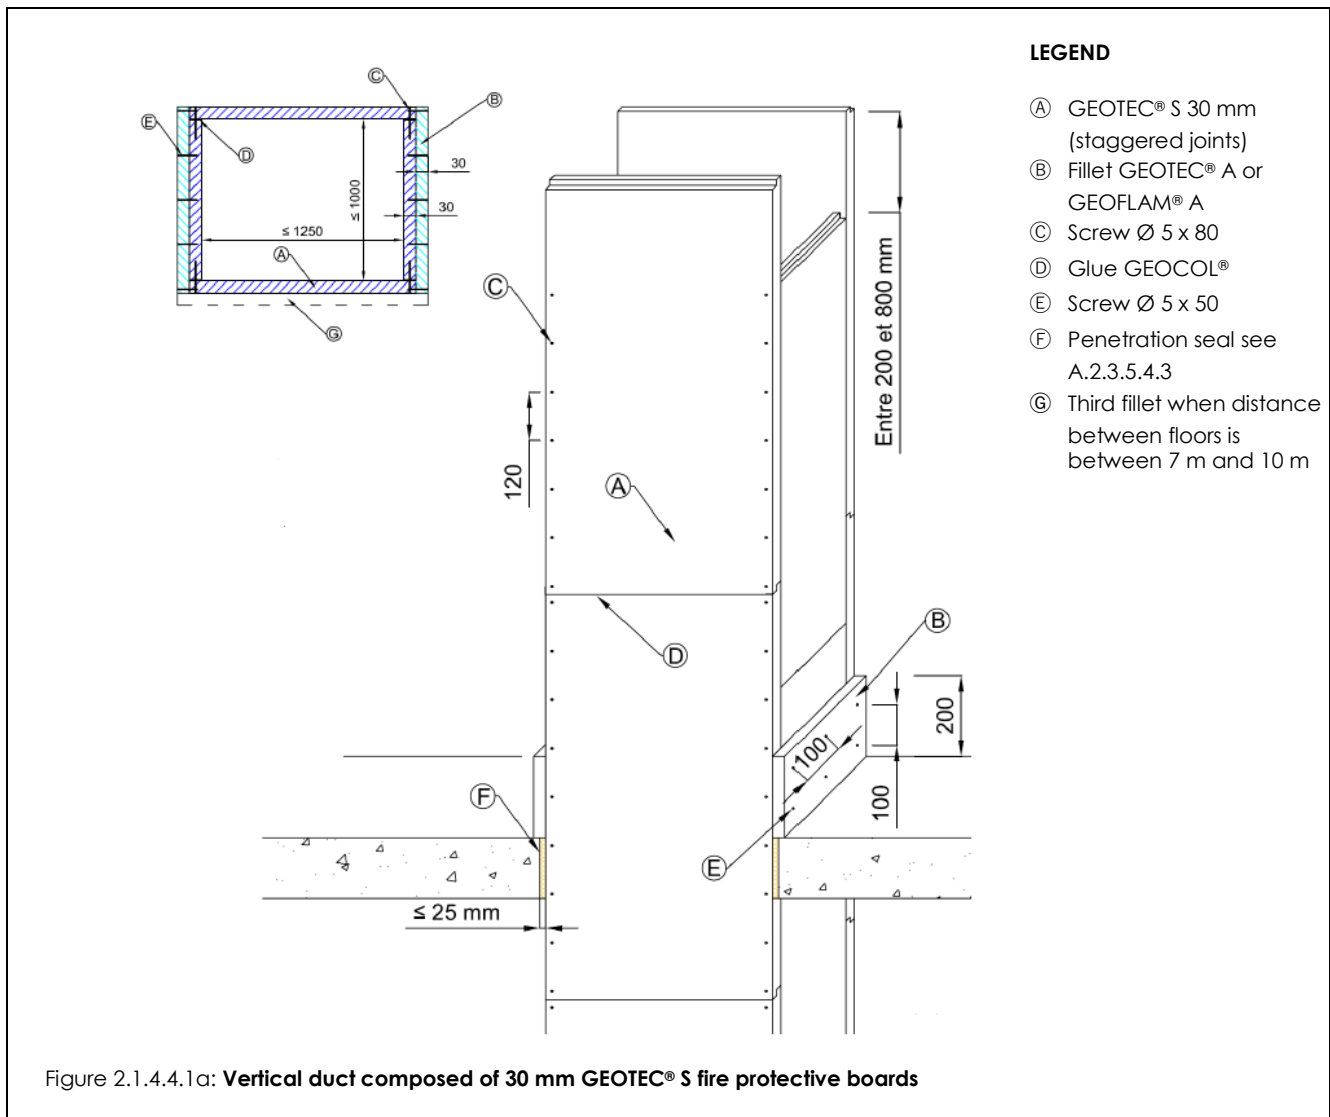 LEGEND
Ⓐ GEOTEC® S 30 mm
(staggered joints)
Ⓑ Fillet GEOTEC® A or
GEOFLAM® A
Ⓒ Screw Ø 5 x 80
Ⓓ Glue GEOCOL®
Ⓔ Screw Ø 5 x 50
Ⓕ Penetration seal see
A.2.3.5.4.3
Ⓖ Third fillet when distance
between floors is
between 7 m and 10 m
Ⓒ
Ⓑ
Ⓔ
Ⓓ
30
≤ 1000
30
≤ 1250
Ⓐ
Ⓖ
Entre 200 et 800 mm
Ⓒ
120
Ⓐ
Ⓓ
Ⓑ
200
100
100
Ⓕ
Ⓔ
≤ 25 mm
Figure 2.1.4.4.1a: Vertical duct composed of 30 mm GEOTEC® S fire protective boards